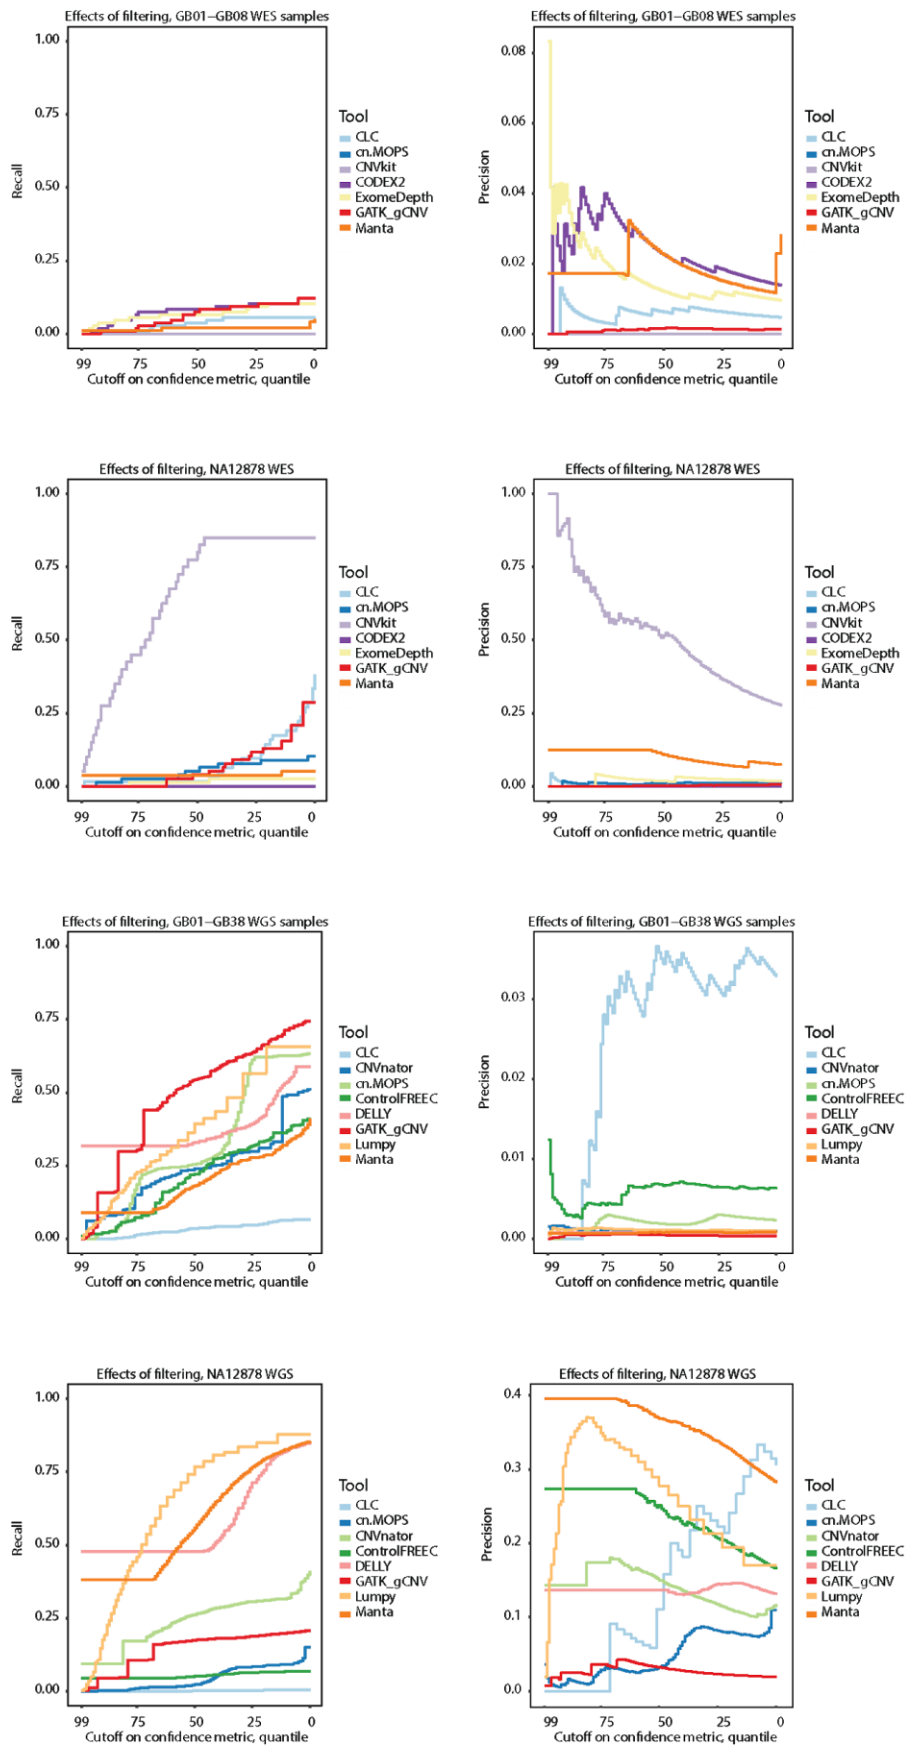 Effects of filtering, GB01–GB08 WES samples
1.00
0.75
0.50
0.25
0.00
Recall
99 75 50 25 0
Cutoff on confidence metric, quantile
Tool
CLC
cn.MOPS
CNVkit
CODEX2
ExomeDepth
GATK_gCNV
Manta
Effects of filtering, GB01–GB08 WES samples
0.08
0.06
0.04
0.02
0.00
Precision
99 75 50 25 0
Cutoff on confidence metric, quantile
Tool
CLC
cn.MOPS
CNVkit
CODEX2
ExomeDepth
GATK_gCNV
Manta
Effects of filtering, NA12878 WES
1.00
0.75
0.50
0.25
0.00
Recall
99 75 50 25 0
Cutoff on confidence metric, quantile
Tool
CLC
cn.MOPS
CNVkit
CODEX2
ExomeDepth
GATK_gCNV
Manta
Effects of filtering, NA12878 WES
1.00
0.75
0.50
0.25
0.00
Precision
99 75 50 25 0
Cutoff on confidence metric, quantile
Tool
CLC
cn.MOPS
CNVkit
CODEX2
ExomeDepth
GATK_gCNV
Manta
Effects of filtering, GB01–GB38 WGS samples
1.00
0.75
0.50
0.25
0.00
Recall
99 75 50 25 0
Cutoff on confidence metric, quantile
Tool
CLC
CNVnator
cn.MOPS
ControlFREEC
DELLY
GATK_gCNV
Lumpy
Manta
Effects of filtering, GB01–GB38 WGS samples
0.03
0.02
0.01
0.00
Precision
99 75 50 25 0
Cutoff on confidence metric, quantile
Tool
CLC
CNVnator
cn.MOPS
ControlFREEC
DELLY
GATK_gCNV
Lumpy
Manta
Effects of filtering, NA12878 WGS
1.00
0.75
0.50
0.25
0.00
Recall
99 75 50 25 0
Cutoff on confidence metric, quantile
Tool
CLC
cn.MOPS
CNVnator
ControlFREEC
DELLY
GATK_gCNV
Lumpy
Manta
Effects of filtering, NA12878 WGS
0.4
0.3
0.2
0.1
0.0
Precision
99 75 50 25 0
Cutoff on confidence metric, quantile
Tool
CLC
cn.MOPS
CNVnator
ControlFREEC
DELLY
GATK_gCNV
Lumpy
Manta